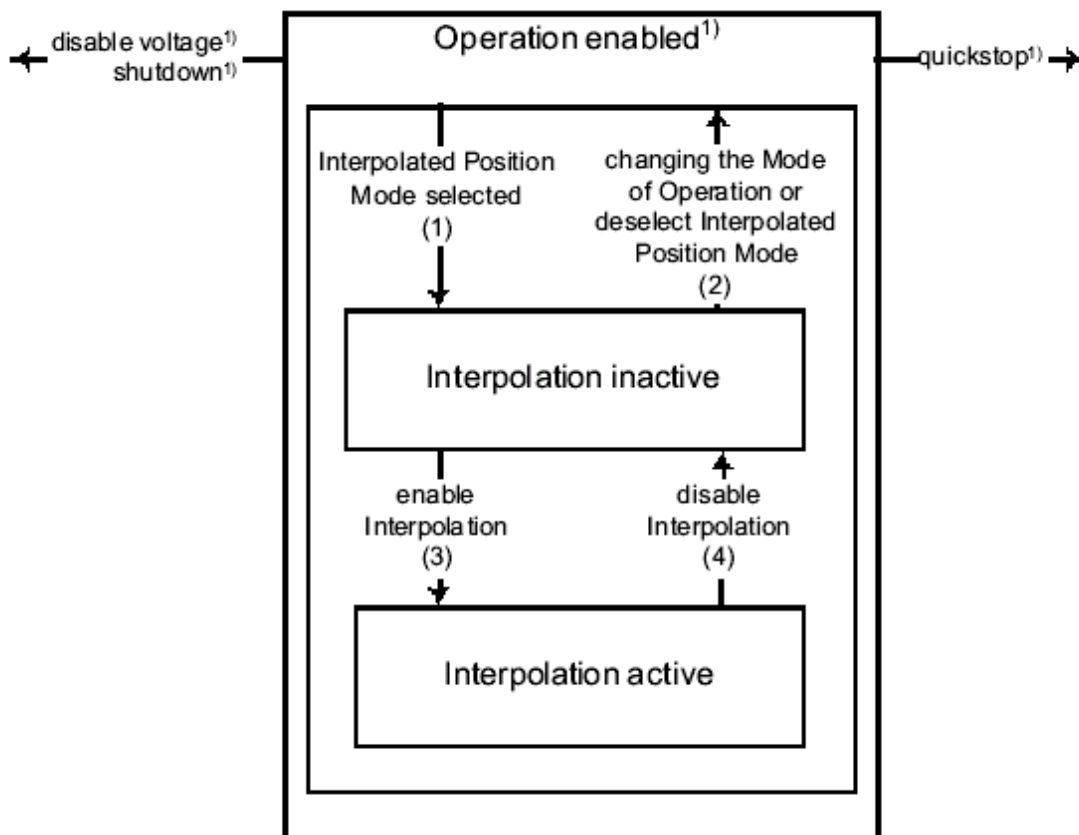 Operation enabled1)
disable voltage1)
shutdown1)
quickstop1)
Interpolated Position
Mode selected
(1)
changing the Mode
of Operation or
deselect Interpolated
Position Mode
(2)
Interpolation inactive
enable
Interpolation
(3)
disable
Interpolation
(4)
Interpolation active